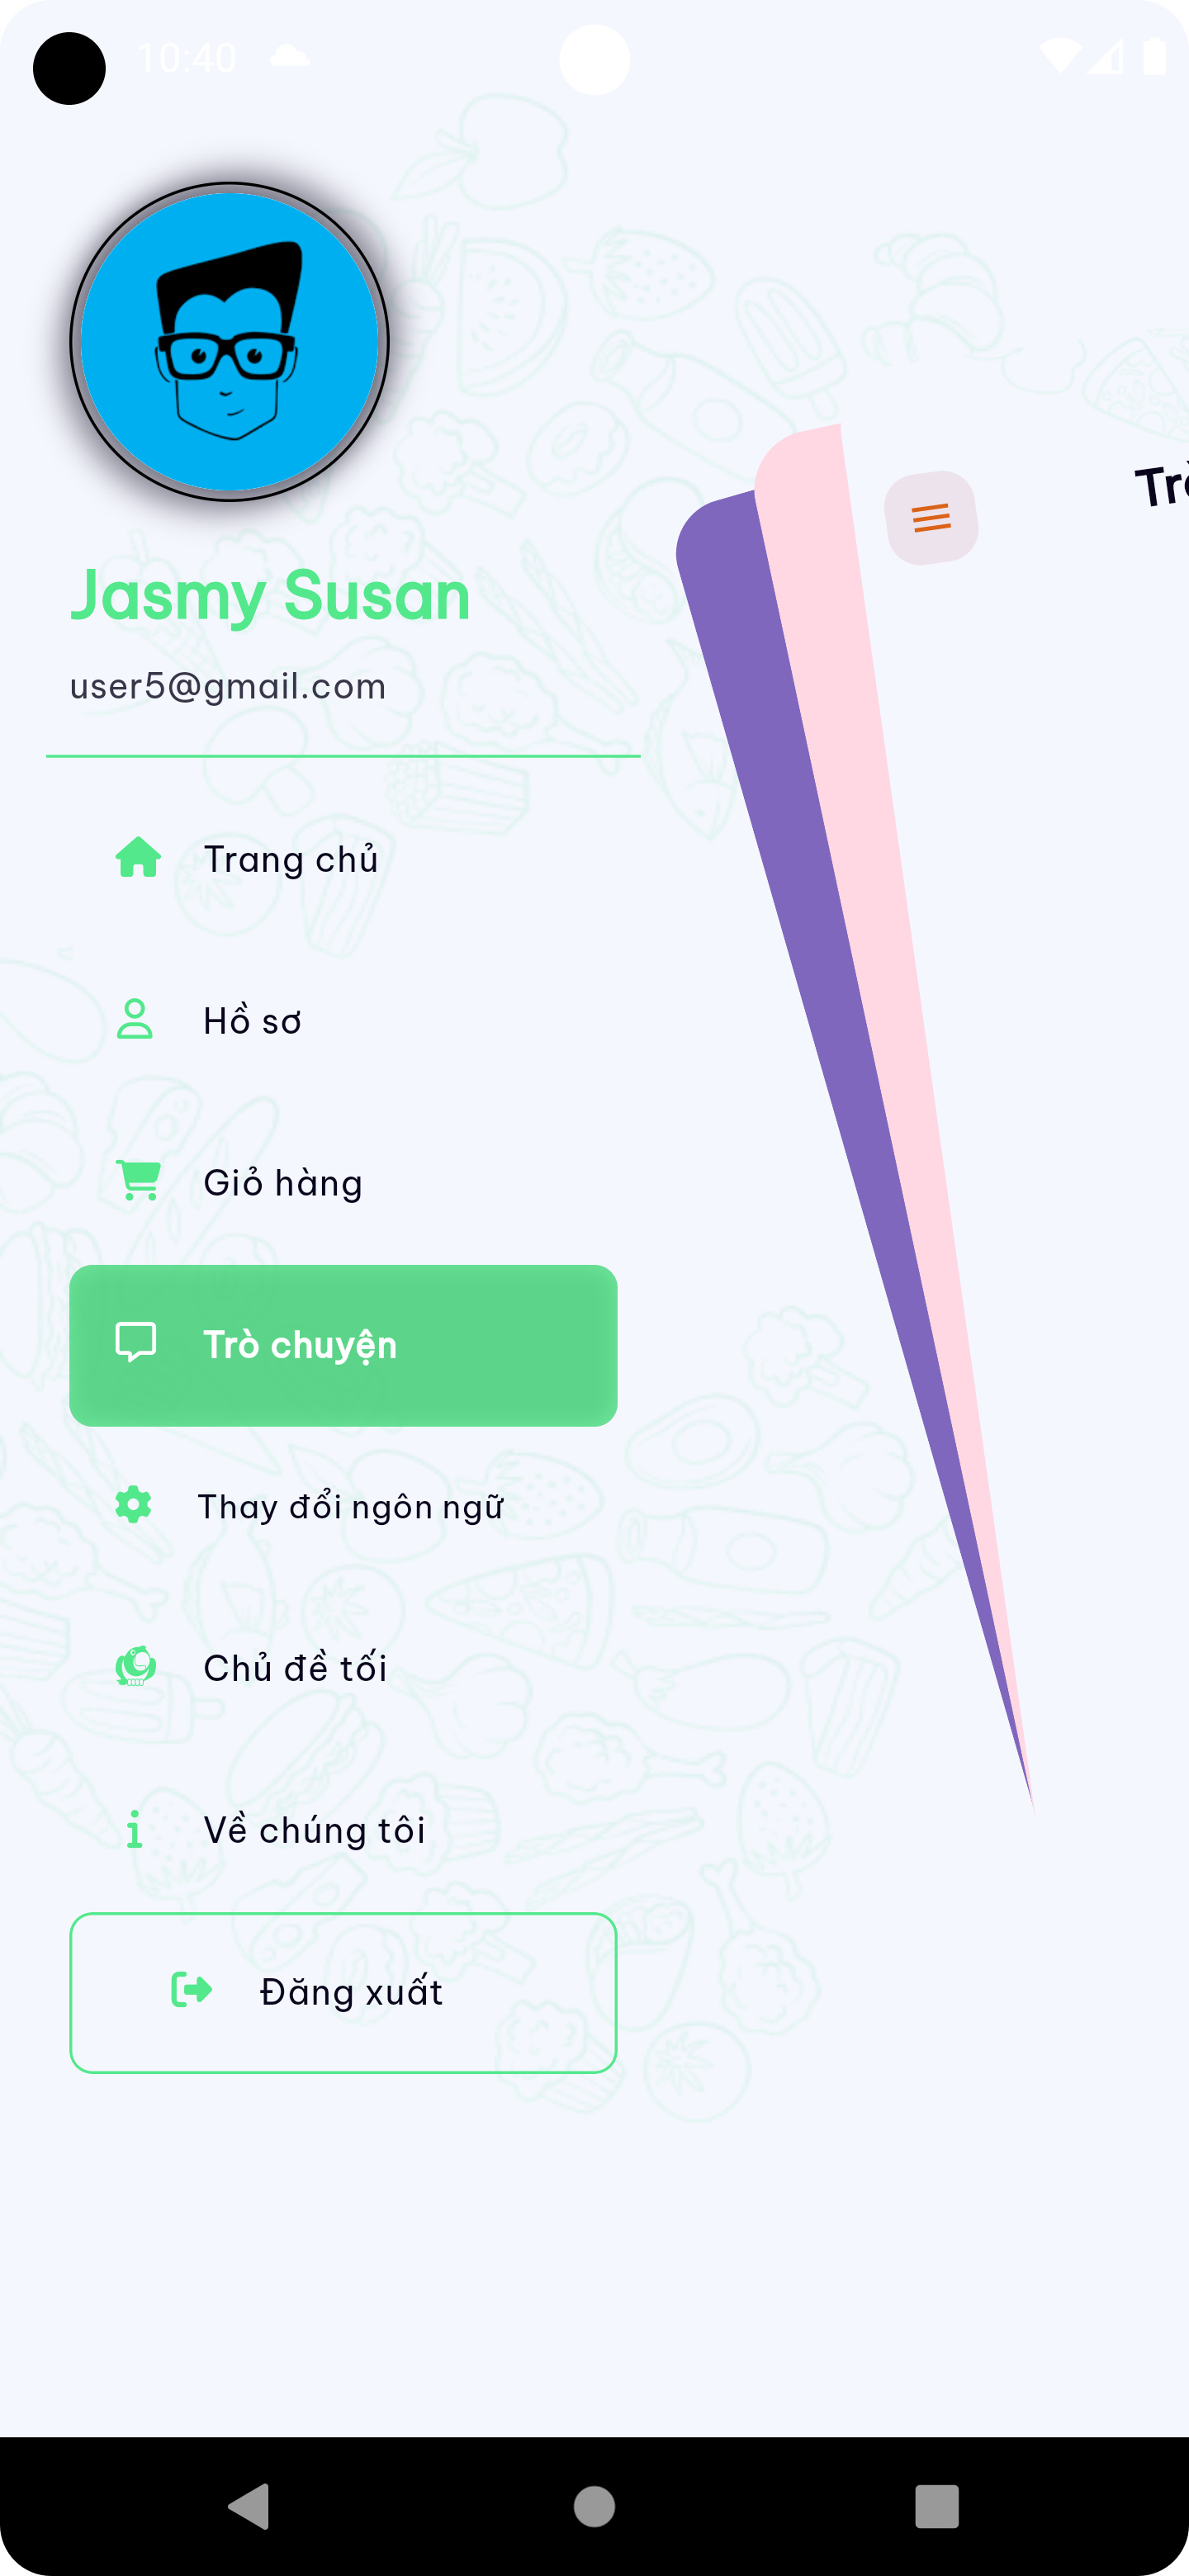 10:40
Jasmy Susan
user5@gmail.com
Trang chủ
Hồ sơ
Giỏ hàng
Trò chuyện
Thay đổi ngôn ngữ
Chủ đề tối
Về chúng tôi
Đăng xuất